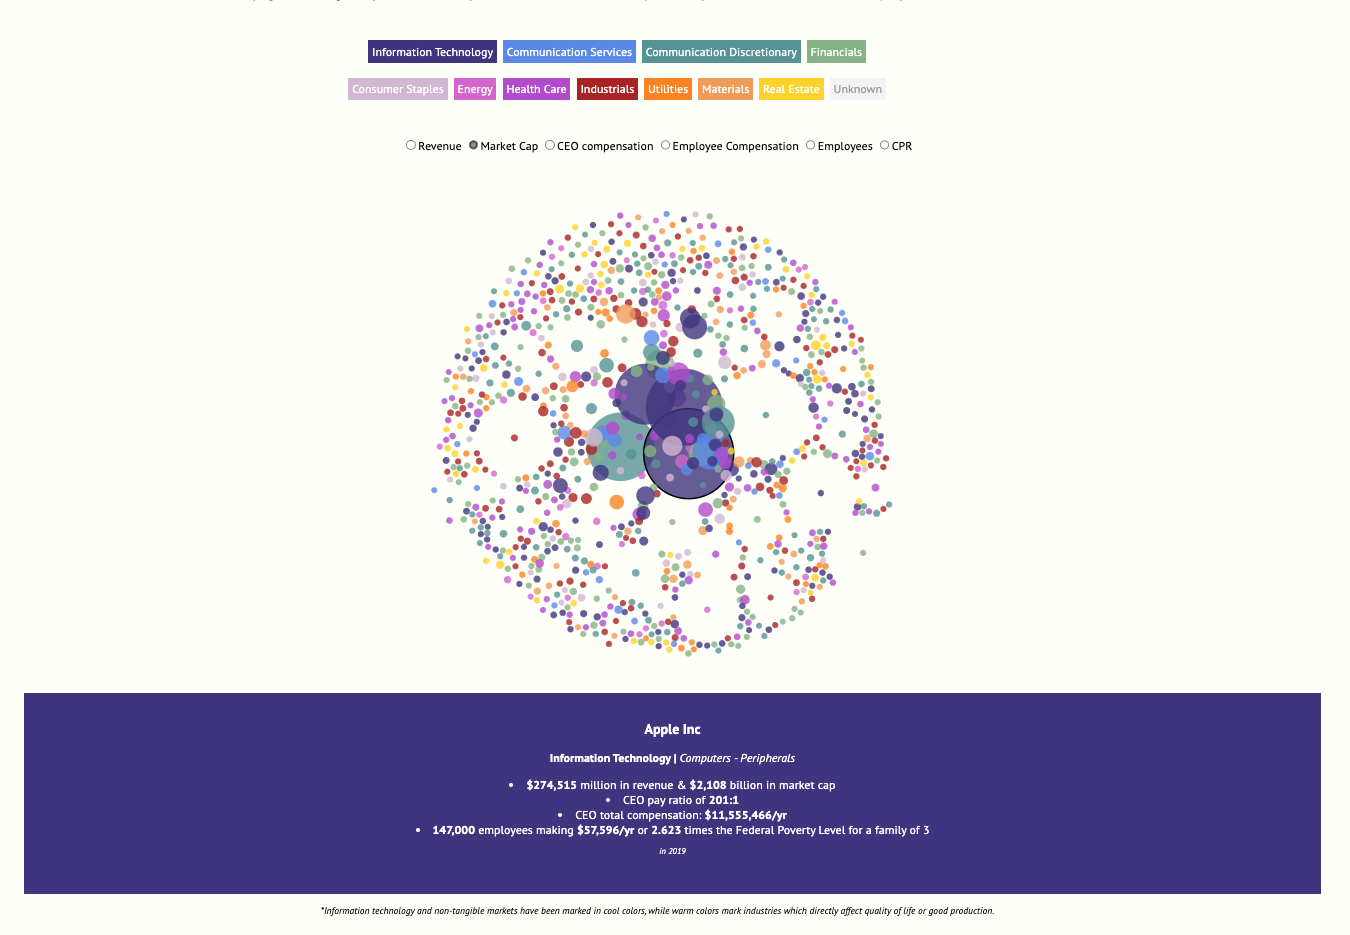 Information Technology Communication Services Communication Discretionary Financials
Consumer Staples Energy Health Care Industrials Utilities Materials Real Estate Unknown
Revenue Market Cap CEO compensation Employee Compensation Employees CPR
Apple Inc
Information Technology | Computers - Peripherals
• $274,515 million in revenue & $2,108 billion in market cap
• CEO pay ratio of 201:1
• CEO total compensation: $11,555,466/yr
• 147,000 employees making $57,596/yr or 2.623 times the Federal Poverty Level for a family of 3
in 2019
*Information technology and non-tangible markets have been marked in cool colors, while warm colors mark industries which directly affect quality of life or good production.